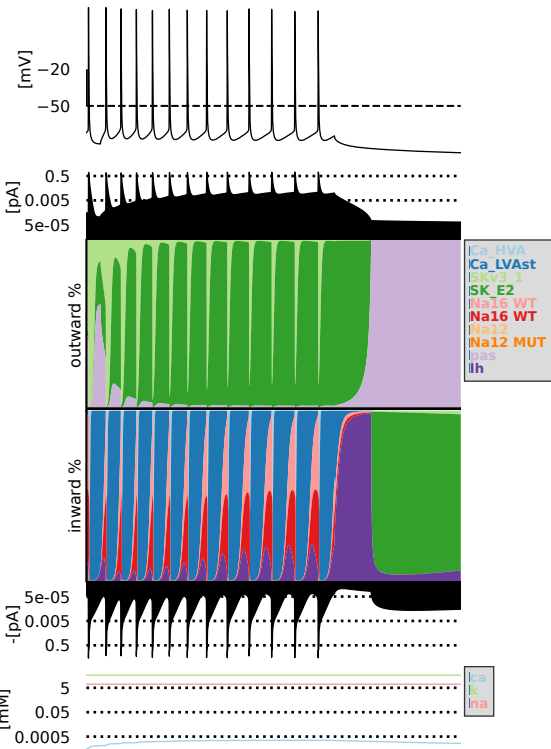 [mV]
−20
−50
[pA]
0.5
0.005
5e-05
outward %
Ca_HVA
Ca_LVAst
SKv3_1
SK_E2
Na16 WT
Na16 WT
Na12
Na12 MUT
pas
Ih
inward %
-[pA]
5e-05
0.005
0.5
[mM]
5
0.05
0.0005
ca
k
na